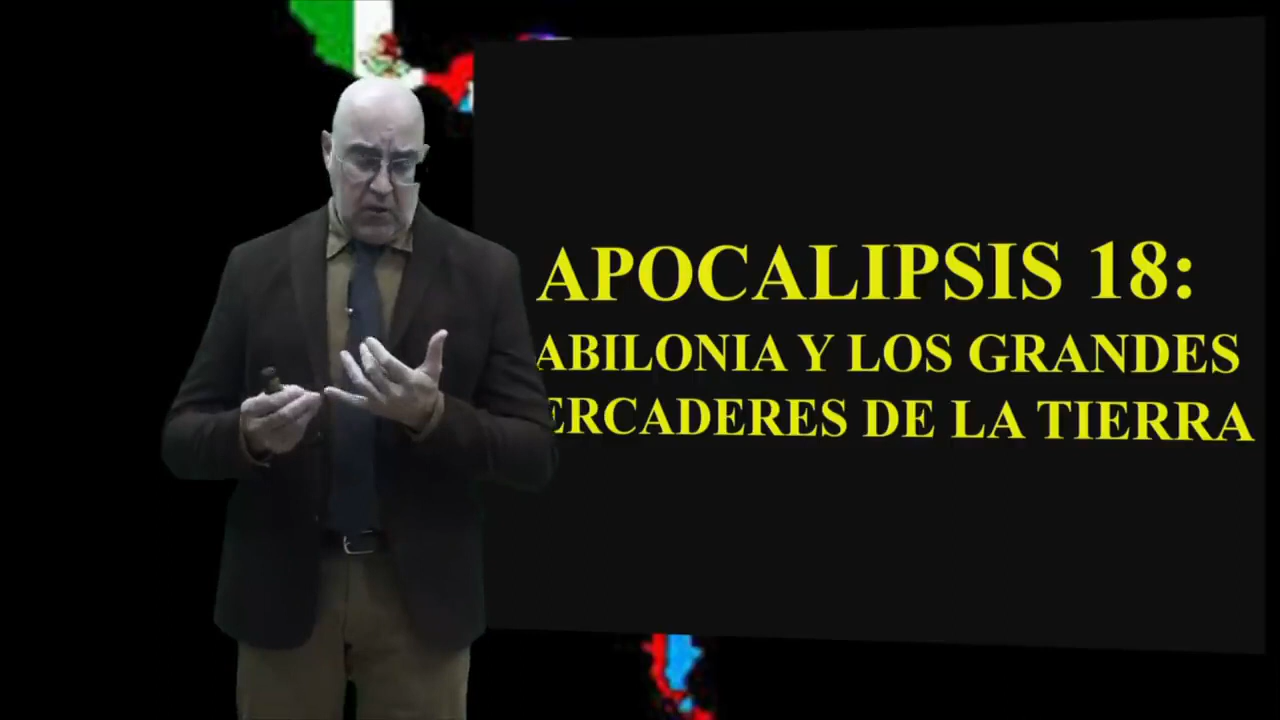 APOCALIPSIS 18:
ABILONIA Y LOS GRANDES
ERCADERES DE LA TIERRA